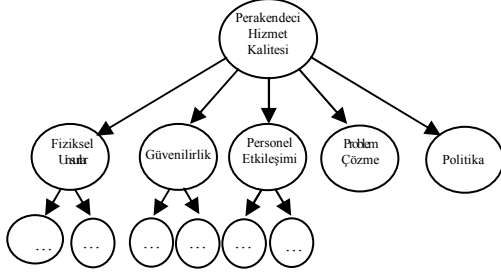 Perakendeci
Hizmet
Kalitesi
Fiziksel
Unsurlar
Güvenilirlik
Personel
Etkileşimi
Problem
Çözme
Politika
...
...
...
...
...
...